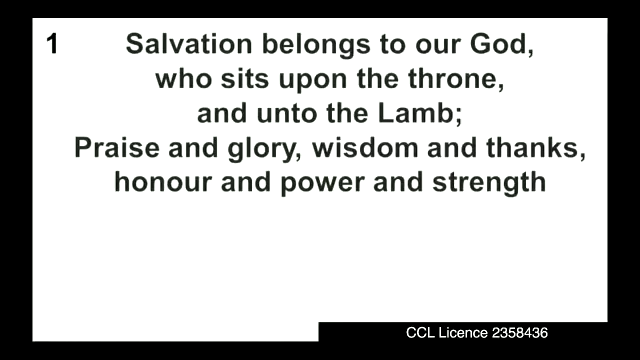 1 Salvation belongs to our God,
who sits upon the throne,
and unto the Lamb;
Praise and glory, wisdom and thanks,
honour and power and strength
CCL Licence 2358436